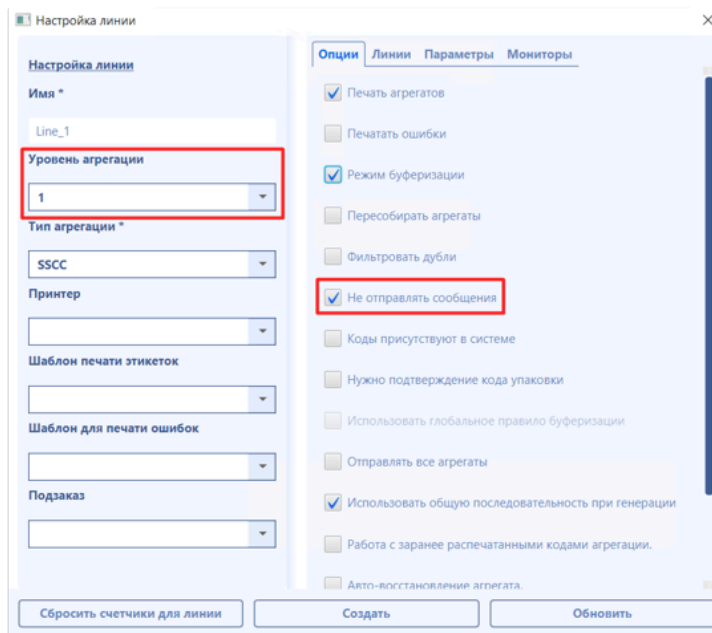 Настройка линии
Настройка линии
Имя *
Line_1
Уровень агрегации
1
Тип агрегации *
SSCC
Принтер
Шаблон печати этикеток
Шаблон для печати ошибок
Подзаказ
Опции Линии Параметры Мониторы
Печать агрегатов
Печатать ошибки
Режим буферизации
Пересобирать агрегаты
Фильтровать дубли
Не отправлять сообщения
Коды присутствуют в системе
Нужно подтверждение кода упаковки
Использовать глобальное правило буферизации
Отправлять все агрегаты
Использовать общую последовательность при генерации
Работа с заранее распечатанными кодами агрегации.
Авто-восстановление агрегата.
Сбросить счетчики для линии Создать Обновить